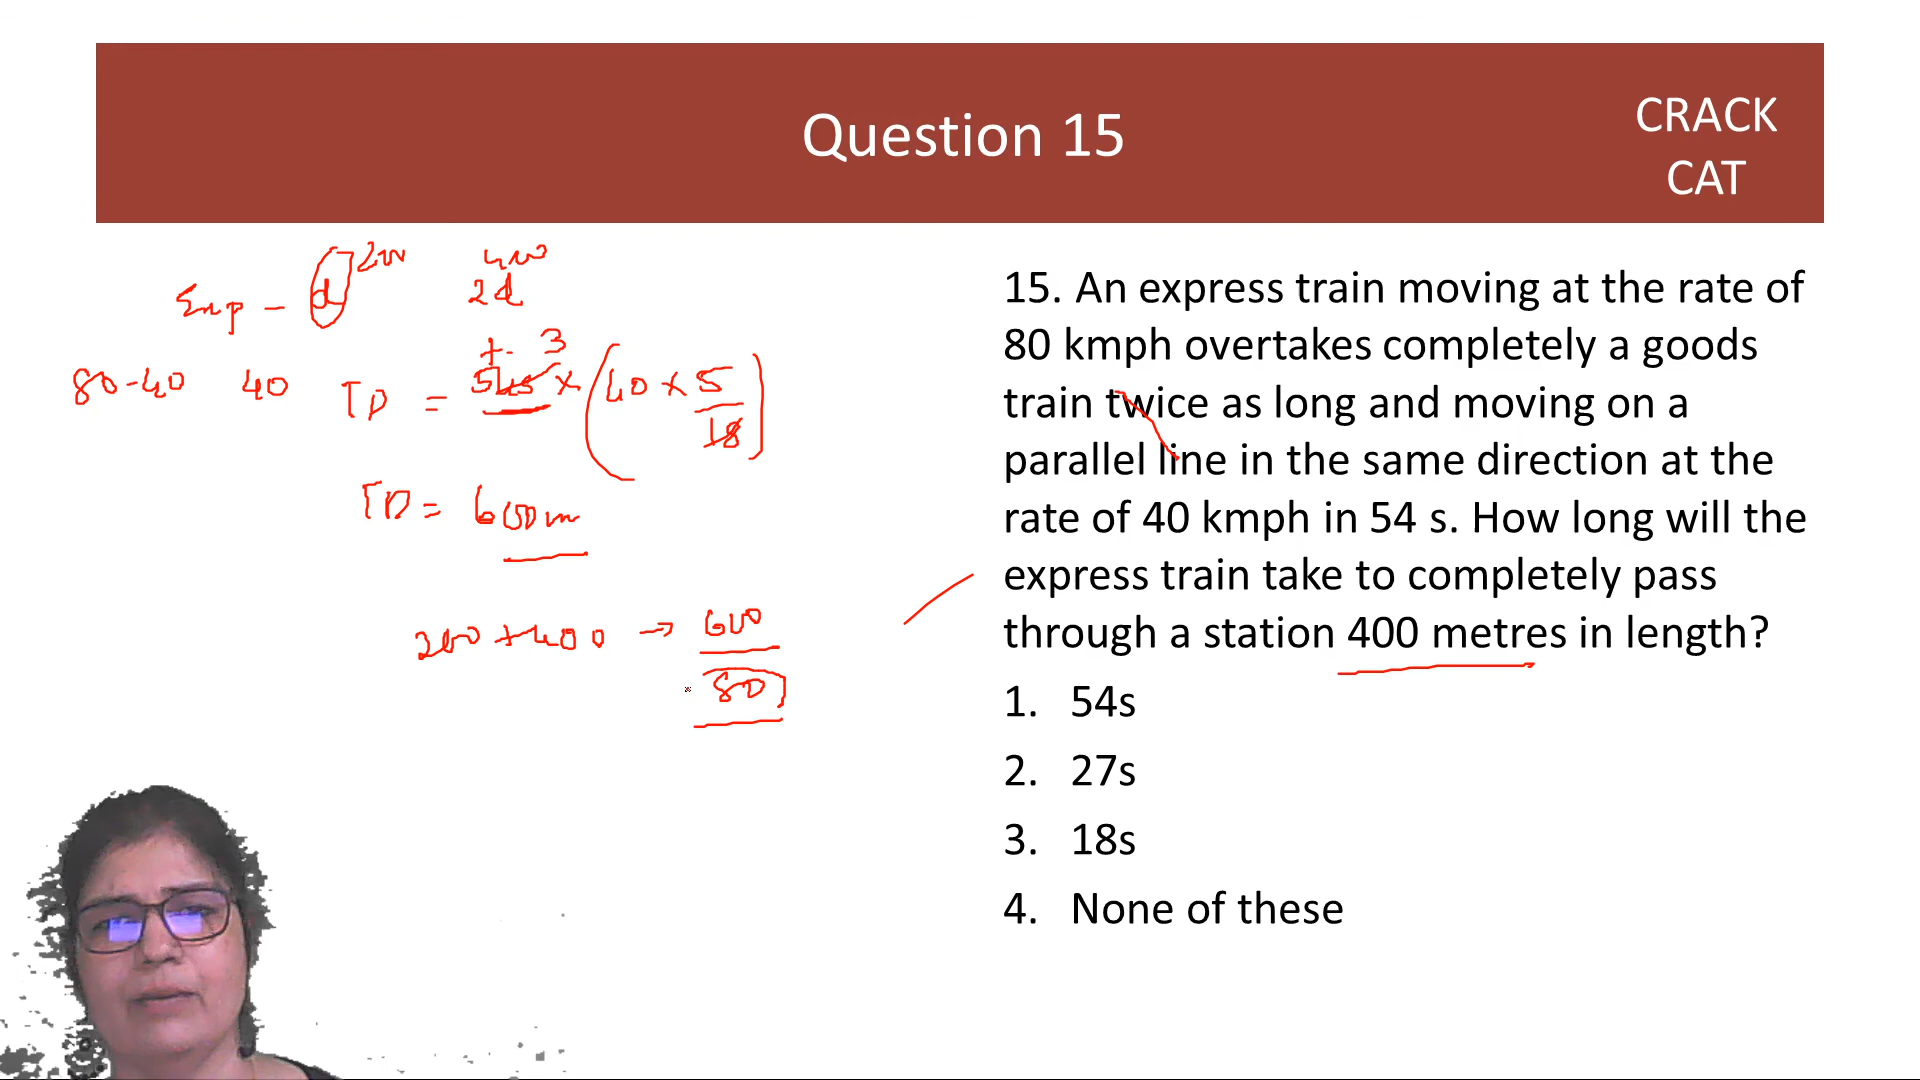 Question 15
CRACK
CAT
Exp - d 200
400
2d
+ 3
80-40 40 TD = 54s × (40 × 5/18)
TD = 600m
200 + 400 → 600/80
15. An express train moving at the rate of
80 kmph overtakes completely a goods
train twice as long and moving on a
parallel line in the same direction at the
rate of 40 kmph in 54 s. How long will the
express train take to completely pass
through a station 400 metres in length?
1. 54s
2. 27s
3. 18s
4. None of these